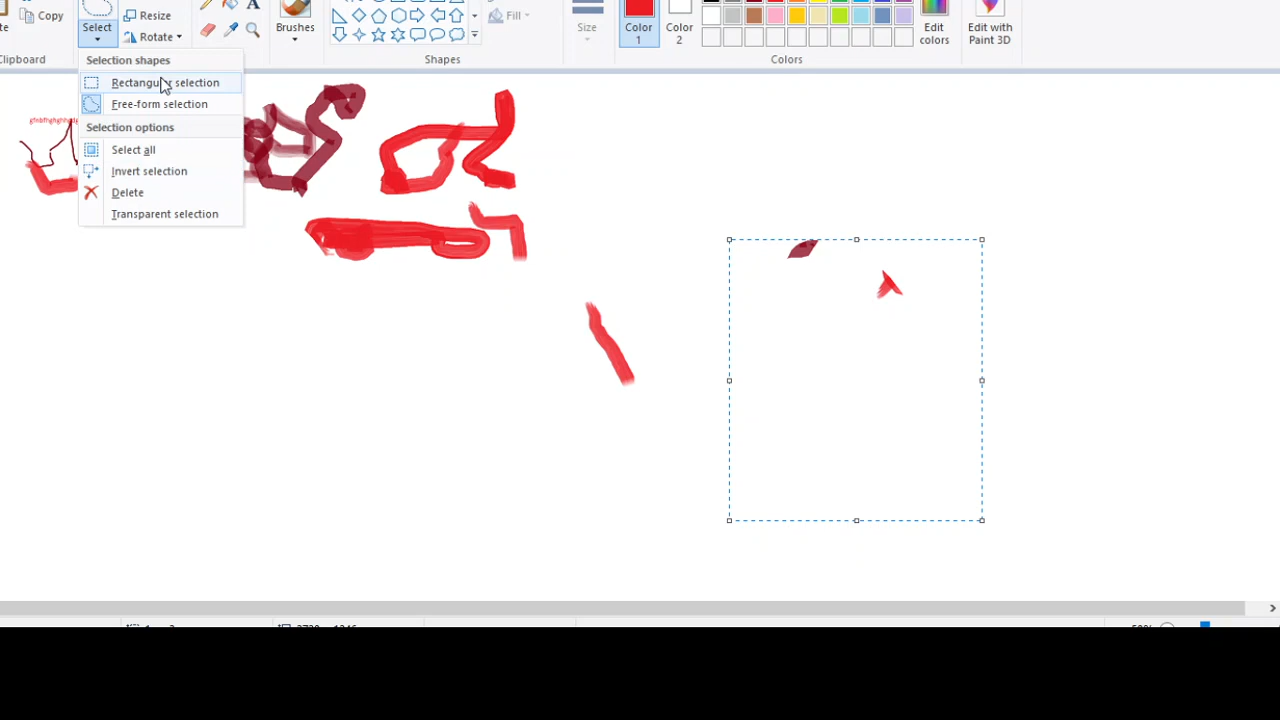 Select
Copy
Resize
Rotate
A
Brushes
Fill
Size
Color
1
Color
2
Edit
colors
Edit with
Paint 3D
Shapes
Colors
Selection shapes
Rectangular selection
Free-form selection
Selection options
Select all
Invert selection
Delete
Transparent selection